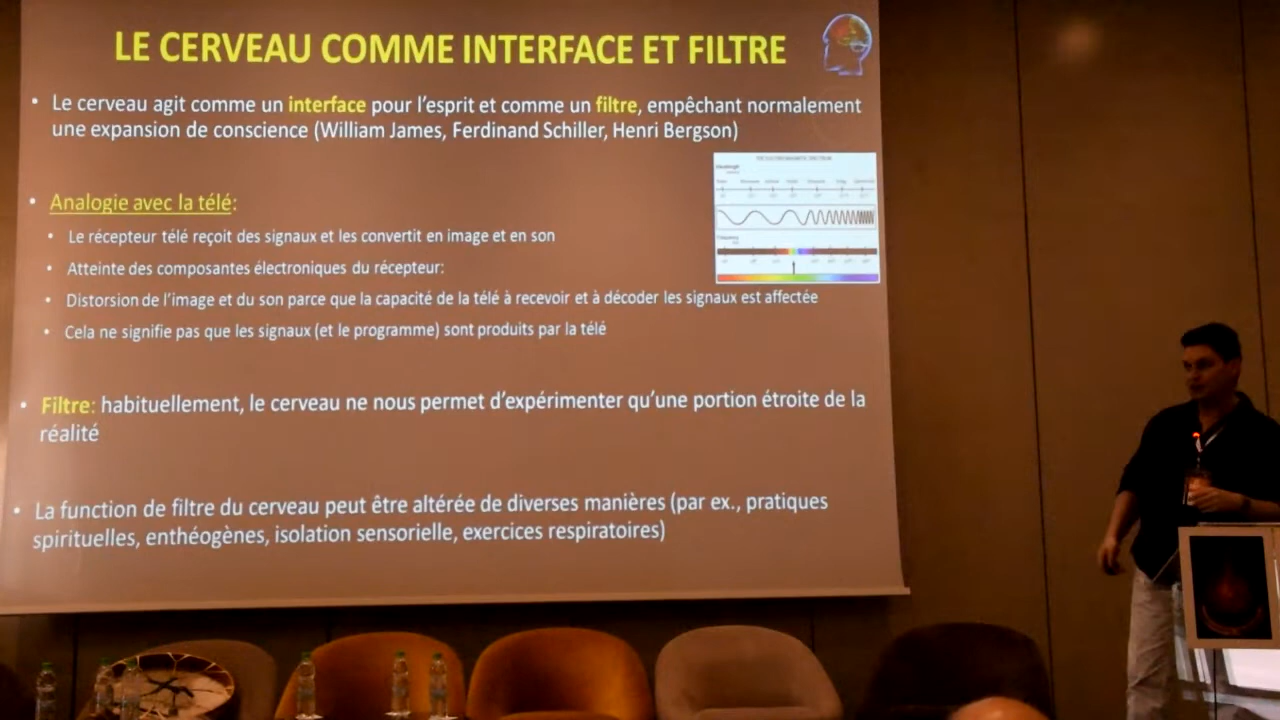 LE CERVEAU COMME INTERFACE ET FILTRE
• Le cerveau agit comme un interface pour l'esprit et comme un filtre, empêchant normalement
une expansion de conscience (William James, Ferdinand Schiller, Henri Bergson)
• Analogie avec la télé:
• Le récepteur télé reçoit des signaux et les convertit en image et en son
• Atteinte des composantes électroniques du récepteur:
• Distorsion de l'image et du son parce que la capacité de la télé à recevoir et à décoder les signaux est affectée
• Cela ne signifie pas que les signaux (et le programme) sont produits par la télé
• Filtre: habituellement, le cerveau ne nous permet d'expérimenter qu'une portion étroite de la
réalité
• La function de filtre du cerveau peut être altérée de diverses manières (par ex., pratiques
spirituelles, enthéogènes, isolation sensorielle, exercices respiratoires)